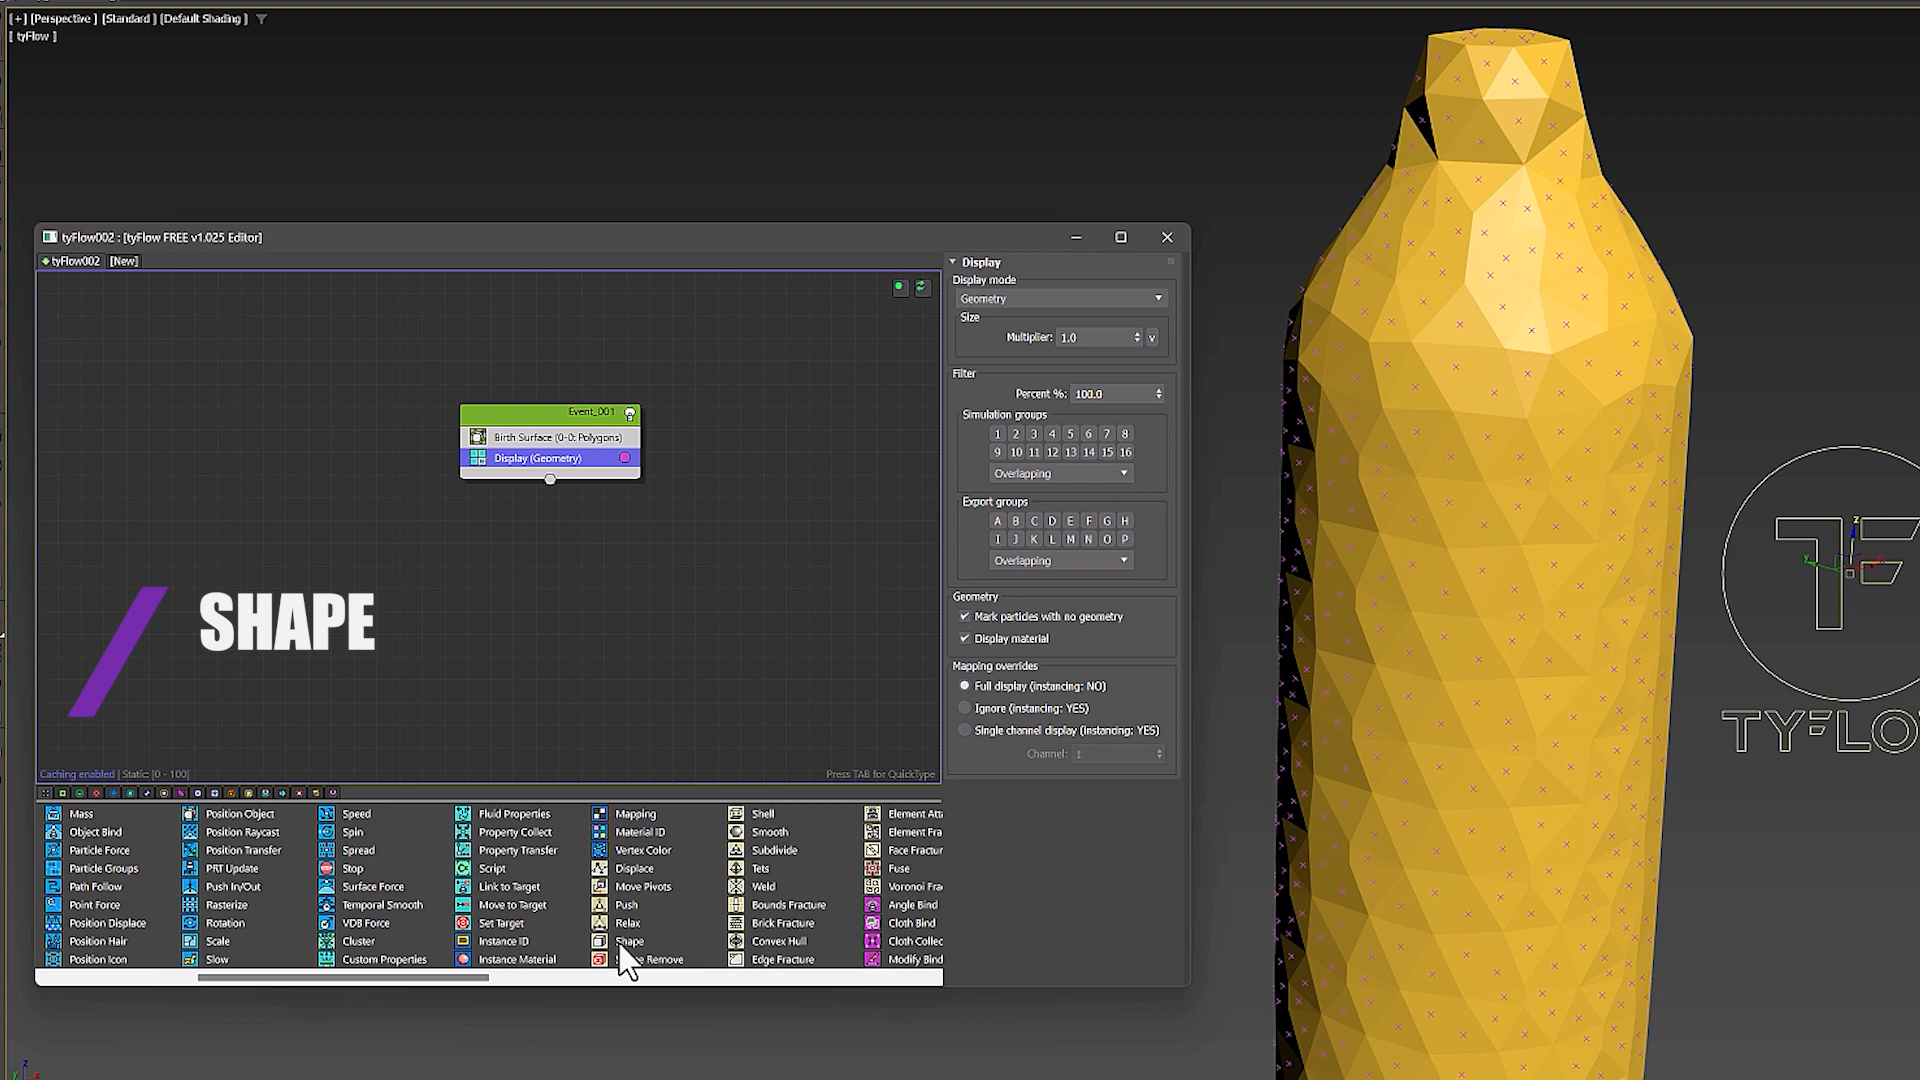 [+] [Perspective ] [Standard ] [Default Shading ]
[ tyFlow ]
tyFlow002 : [tyFlow FREE v1.025 Editor]
tyFlow002 [New]
Event_001
Birth Surface (0-0: Polygons)
Display (Geometry)
SHAPE
Caching enabled | Static: [0 - 100]
Press TAB for QuickType
Display
Display mode
Geometry
Size
Multiplier: 1.0 v
Filter
Percent %: 100.0
Simulation groups
1 2 3 4 5 6 7 8
9 10 11 12 13 14 15 16
Overlapping
Export groups
A B C D E F G H
I J K L M N O P
Overlapping
Geometry
Mark particles with no geometry
Display material
Mapping overrides
Full display (instancing: NO)
Ignore (instancing: YES)
Single channel display (instancing: YES)
Channel: 1
Mass Position Object Speed Fluid Properties Mapping Shell Element Atta
Object Bind Position Raycast Spin Property Collect Material ID Smooth Element Fra
Particle Force Position Transfer Spread Property Transfer Vertex Color Subdivide Face Fractur
Particle Groups PRT Update Stop Script Displace Tets Fuse
Path Follow Push In/Out Surface Force Link to Target Move Pivots Weld Voronoi Fra
Point Force Rasterize Temporal Smooth Move to Target Push Bounds Fracture Angle Bind
Position Displace Rotation VDB Force Set Target Relax Brick Fracture Cloth Bind
Position Hair Scale Cluster Instance ID Shape Convex Hull Cloth Collec
Position Icon Slow Custom Properties Instance Material Remove Edge Fracture Modify Bind
TF
TYFLO
z
y
x
z
y
x